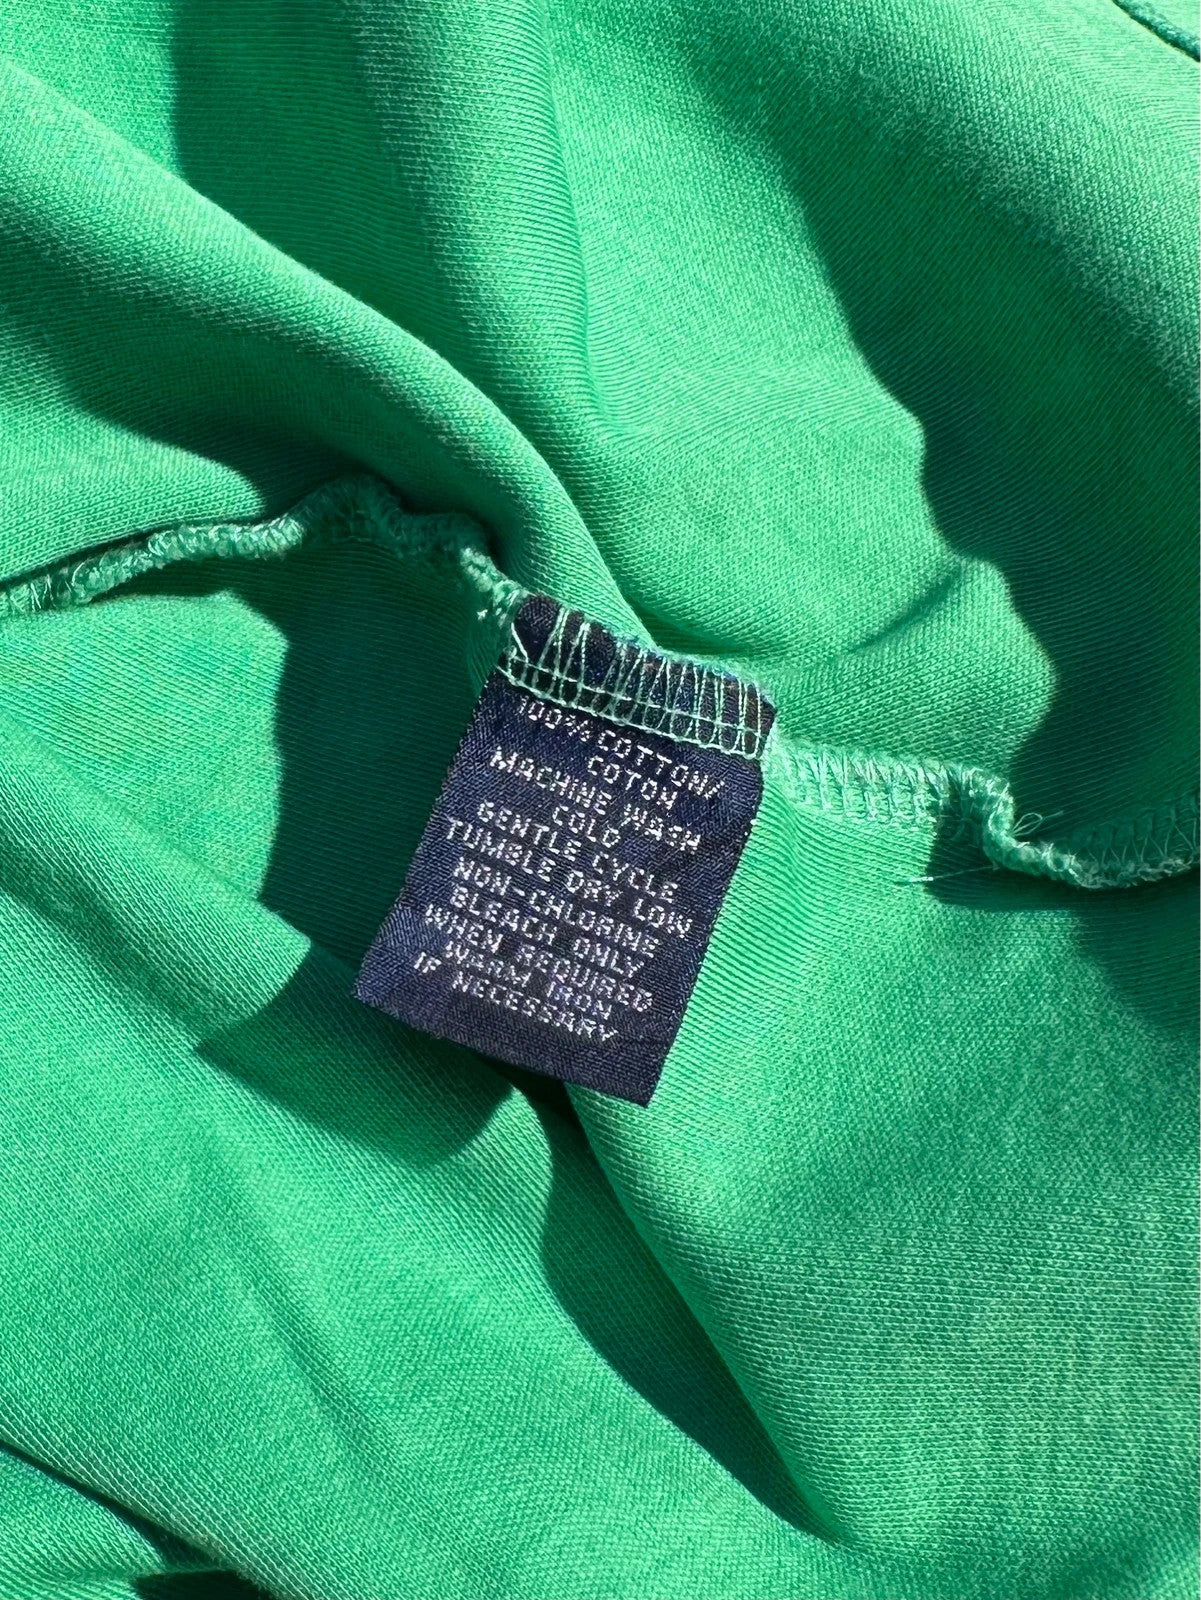 100% COTTON/
COTON
MACHINE WASH
COLD
GENTLE CYCLE
TUMBLE DRY LOW
NON-CHLORINE
BLEACH ONLY
WHEN REQUIRED
WARM IRON
IF NECESSARY